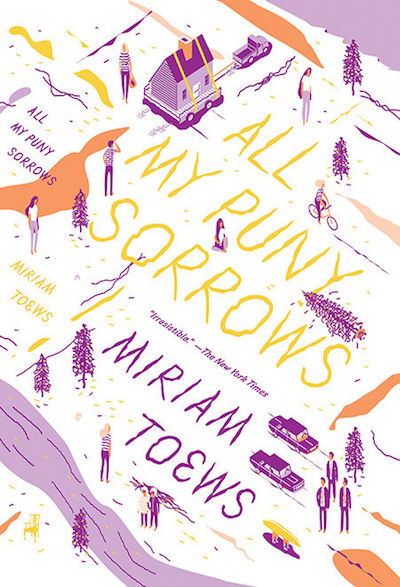 ALL
MY PUNY
SORROWS
MIRIAM
TOEWS
ALL
MY PUNY
SORROWS
"Irresistible." —The New York Times
MIRIAM
TOEWS